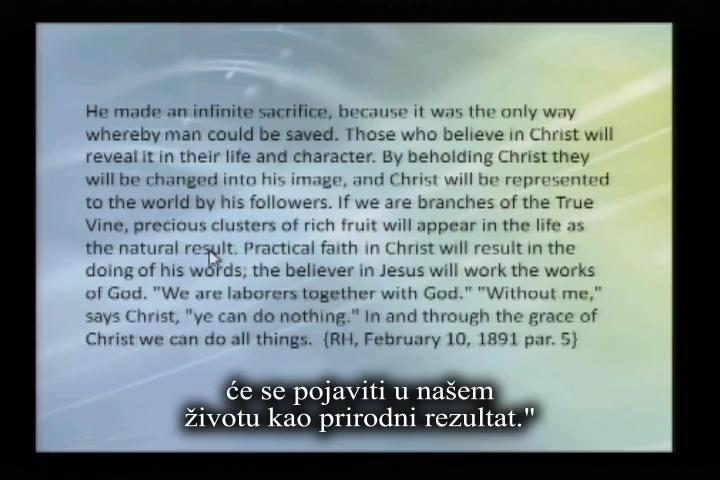 He made an infinite sacrifice, because it was the only way
whereby man could be saved. Those who believe in Christ will
reveal it in their life and character. By beholding Christ they
will be changed into his image, and Christ will be represented
to the world by his followers. If we are branches of the True
Vine, precious clusters of rich fruit will appear in the life as
the natural result. Practical faith in Christ will result in the
doing of his words; the believer in Jesus will work the works
of God. "We are laborers together with God." "Without me,"
says Christ, "ye can do nothing." In and through the grace of
Christ we can do all things.  {RH, February 10, 1891 par. 5}
će se pojaviti u našem
životu kao prirodni rezultat."